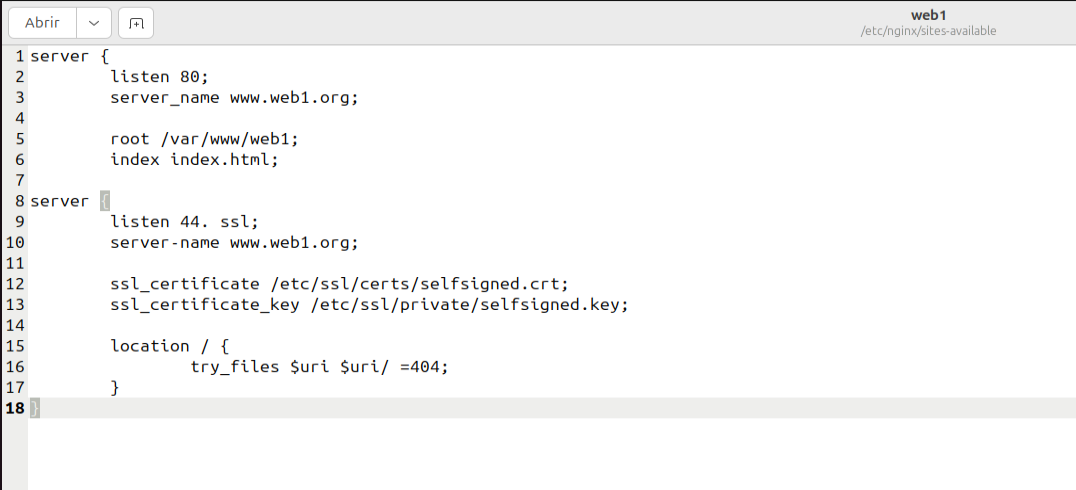 Abrir
web1
/etc/nginx/sites-available
1 server {
2         listen 80;
3         server_name www.web1.org;
4
5         root /var/www/web1;
6         index index.html;
7
8 server {
9         listen 44. ssl;
10         server-name www.web1.org;
11
12         ssl_certificate /etc/ssl/certs/selfsigned.crt;
13         ssl_certificate_key /etc/ssl/private/selfsigned.key;
14
15         location / {
16                 try_files $uri $uri/ =404;
17         }
18 }